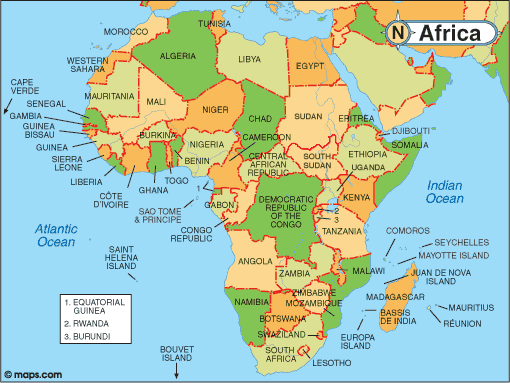 N Africa
TUNISIA
MOROCCO
ALGERIA
LIBYA
EGYPT
WESTERN
SAHARA
CAPE
VERDE
MAURITANIA
MALI
NIGER
CHAD
SUDAN
ERITREA
SENEGAL
GAMBIA
GUINEA
BISSAU
GUINEA
SIERRA
LEONE
LIBERIA
CÔTE
D'IVOIRE
BURKINA
GHANA
TOGO
BENIN
NIGERIA
CAMEROON
CENTRAL
AFRICAN
REPUBLIC
SOUTH
SUDAN
DJIBOUTI
SOMALIA
ETHIOPIA
UGANDA
KENYA
Indian
Ocean
1
SAO TOME
& PRINCIPE
GABON
CONGO
REPUBLIC
DEMOCRATIC
REPUBLIC
OF THE
CONGO
2
3
TANZANIA
Atlantic
Ocean
COMOROS
SEYCHELLES
MAYOTTE ISLAND
SAINT
HELENA
ISLAND
ANGOLA
ZAMBIA
MALAWI
JUAN DE NOVA
ISLAND
1. EQUATORIAL
GUINEA
2. RWANDA
3. BURUNDI
ZIMBABWE
MOZAMBIQUE
MADAGASCAR
BASSIS
DE INDIA
MAURITIUS
RÉUNION
NAMIBIA
BOTSWANA
SWAZILAND
EUROPA
ISLAND
SOUTH
AFRICA
LESOTHO
BOUVET
ISLAND
© maps.com